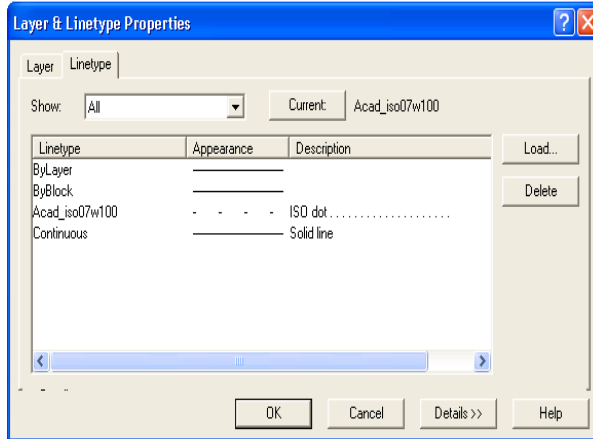 Layer & Linetype Properties
Layer Linetype
Show: All Current: Acad_iso07w100
Linetype Appearance Description Load...
ByLayer
ByBlock Delete
Acad_iso07w100 ISO dot . . . . . . . . . . . . . . . . . . . .
Continuous Solid line
OK Cancel Details >> Help